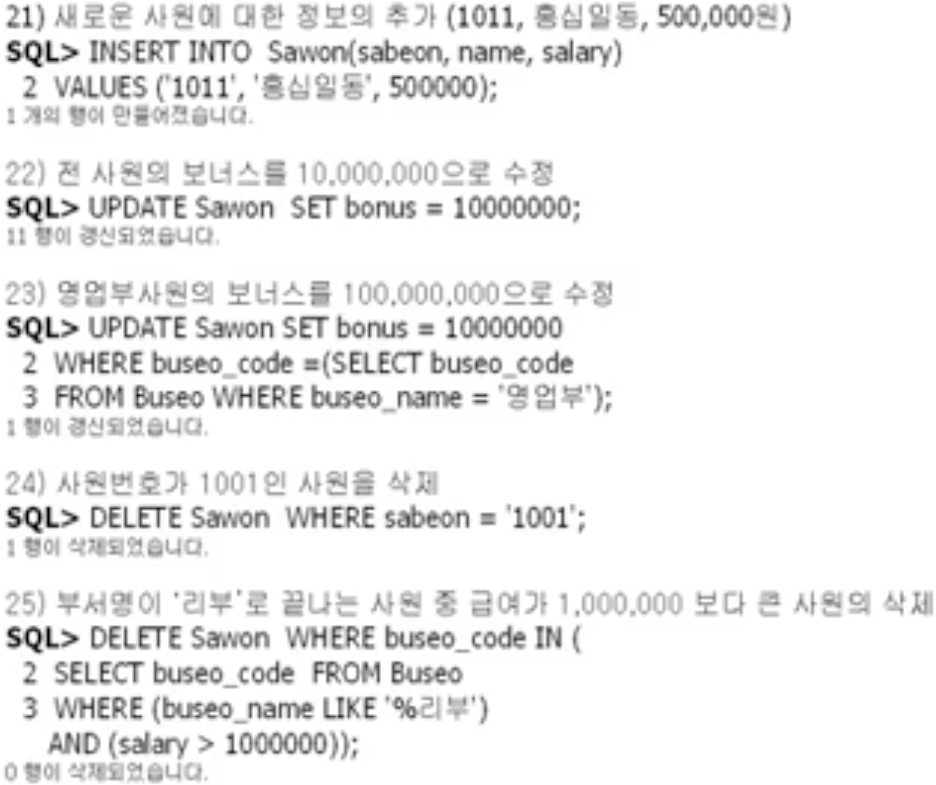 21) 새로운 사원에 대한 정보의 추가 (1011, 홍십일동, 500,000원)
SQL> INSERT INTO Sawon(sabeon, name, salary)
2 VALUES ('1011', '홍십일동', 500000);
1 개의 행이 만들어졌습니다.
22) 전 사원의 보너스를 10,000,000으로 수정
SQL> UPDATE Sawon SET bonus = 10000000;
11 행이 갱신되었습니다.
23) 영업부사원의 보너스를 100,000,000으로 수정
SQL> UPDATE Sawon SET bonus = 10000000
2 WHERE buseo_code =(SELECT buseo_code
3 FROM Buseo WHERE buseo_name = '영업부');
1 행이 갱신되었습니다.
24) 사원번호가 1001인 사원을 삭제
SQL> DELETE Sawon WHERE sabeon = '1001';
1 행이 삭제되었습니다.
25) 부서명이 '리부'로 끝나는 사원 중 급여가 1,000,000 보다 큰 사원의 삭제
SQL> DELETE Sawon WHERE buseo_code IN (
2 SELECT buseo_code FROM Buseo
3 WHERE (buseo_name LIKE '%리부')
AND (salary > 1000000));
0 행이 삭제되었습니다.